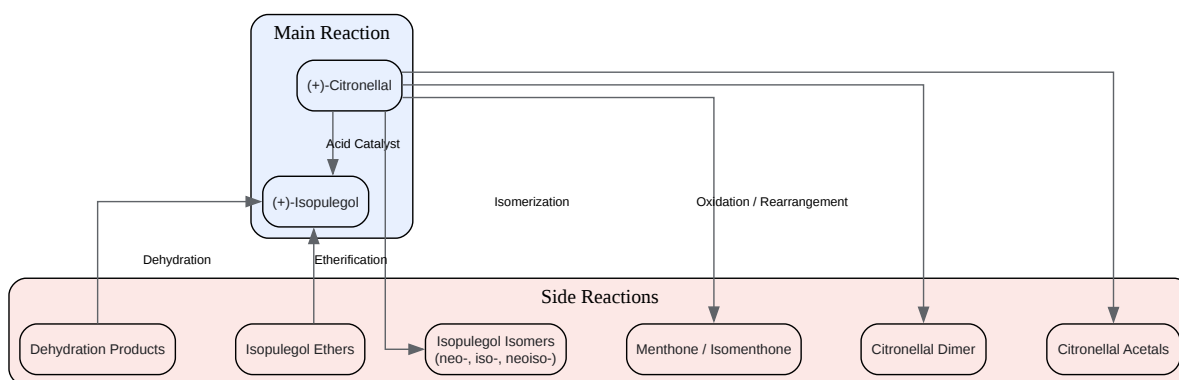 Main Reaction
(+)-Citronellal
Acid Catalyst
(+)-Isopulegol
Isomerization
Oxidation / Rearrangement
Dehydration
Etherification
Side Reactions
Dehydration Products
Isopulegol Ethers
Isopulegol Isomers
(neo-, iso-, neoiso-)
Menthone / Isomenthone
Citronellal Dimer
Citronellal Acetals